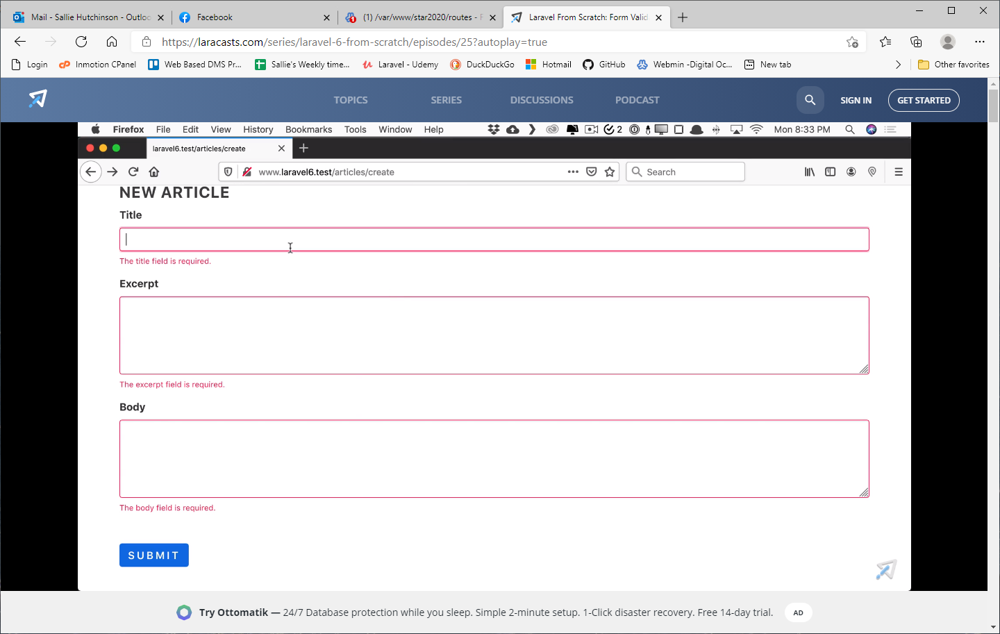 Mail - Sallie Hutchinson - Outloo
Facebook
(1) /var/www/star2020/routes - F
Laravel From Scratch: Form Valid
https://laracasts.com/series/laravel-6-from-scratch/episodes/25?autoplay=true
Login
Inmotion CPanel
Web Based DMS Pr...
Sallie's Weekly time...
Laravel - Udemy
DuckDuckGo
Hotmail
GitHub
Webmin -Digital Oc...
New tab
Other favorites
TOPICS
SERIES
DISCUSSIONS
PODCAST
SIGN IN
GET STARTED
Firefox File Edit View History Bookmarks Tools Window Help
2
Mon 8:33 PM
laravel6.test/articles/create
www.laravel6.test/articles/create
Search
NEW ARTICLE
Title
The title field is required.
Excerpt
The excerpt field is required.
Body
The body field is required.
SUBMIT
Try Ottomatik — 24/7 Database protection while you sleep. Simple 2-minute setup. 1-Click disaster recovery. Free 14-day trial.
AD